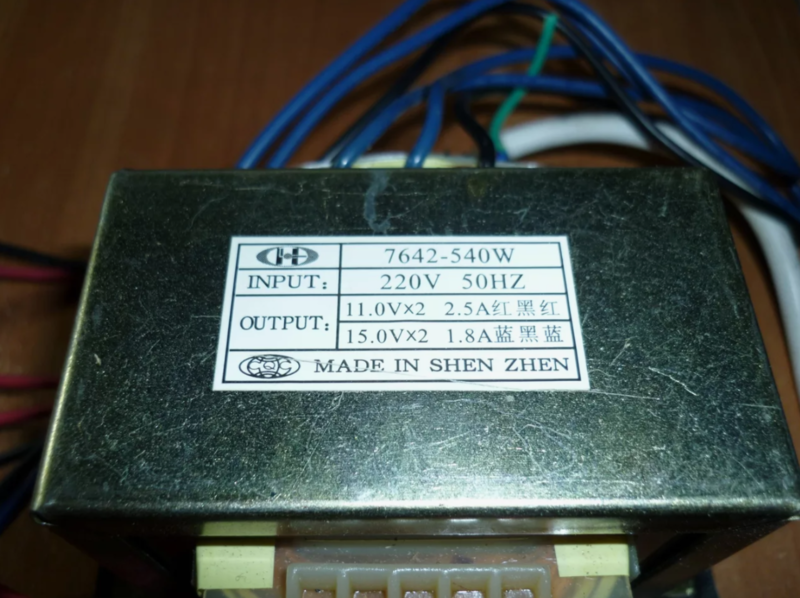 H
7642-540W
INPUT: 220V 50HZ
OUTPUT: 11.0V×2 2.5A红黑红
15.0V×2 1.8A蓝黑蓝
CQC MADE IN SHEN ZHEN